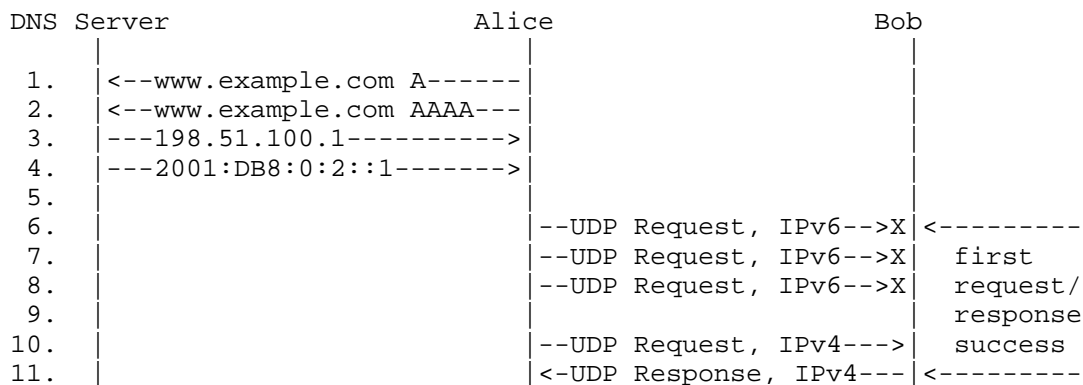 DNS Server                  Alice                   Bob
      |                           |                        |
 1.   |<--www.example.com A------|                        |
 2.   |<--www.example.com AAAA---|                        |
 3.   |---198.51.100.1---------->|                        |
 4.   |---2001:DB8:0:2::1------->|                        |
 5.   |                           |                        |
 6.   |                           |--UDP Request, IPv6-->X|<---------
 7.   |                           |--UDP Request, IPv6-->X|  first
 8.   |                           |--UDP Request, IPv6-->X|  request/
 9.   |                           |                        |  response
10.   |                           |--UDP Request, IPv4--->|  success
11.   |                           |<-UDP Response, IPv4---|<---------